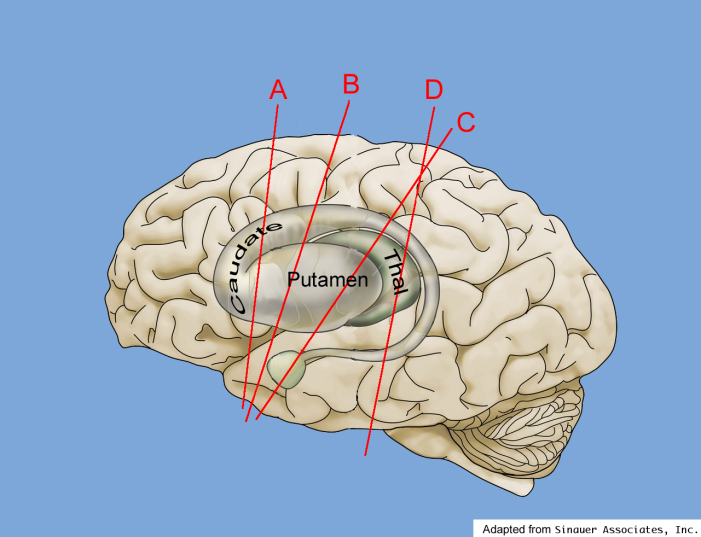 A
B
D
C
Caudate
Putamen
Thal
Adapted from Sinauer Associates, Inc.